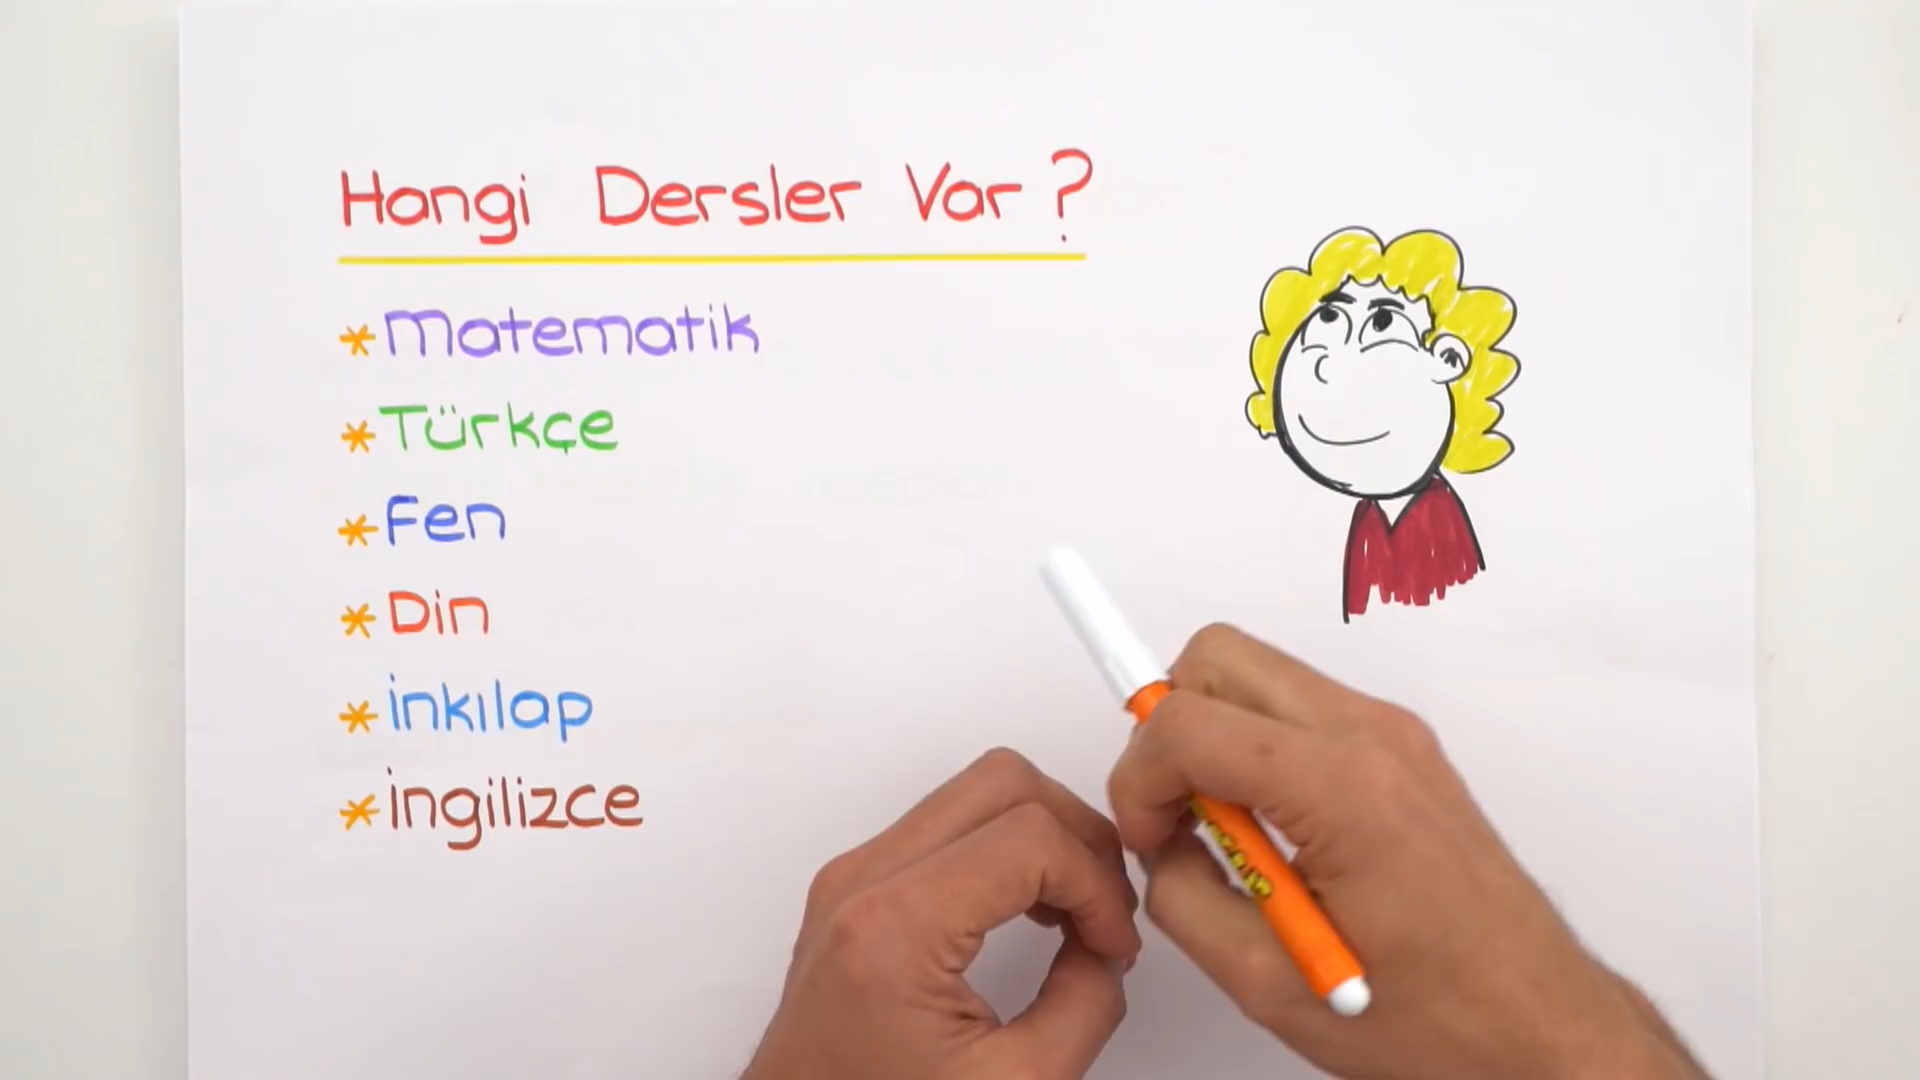 Hangi Dersler Var?
* Matematik
* Türkçe
* Fen
* Din
* İnkılap
* İngilizce